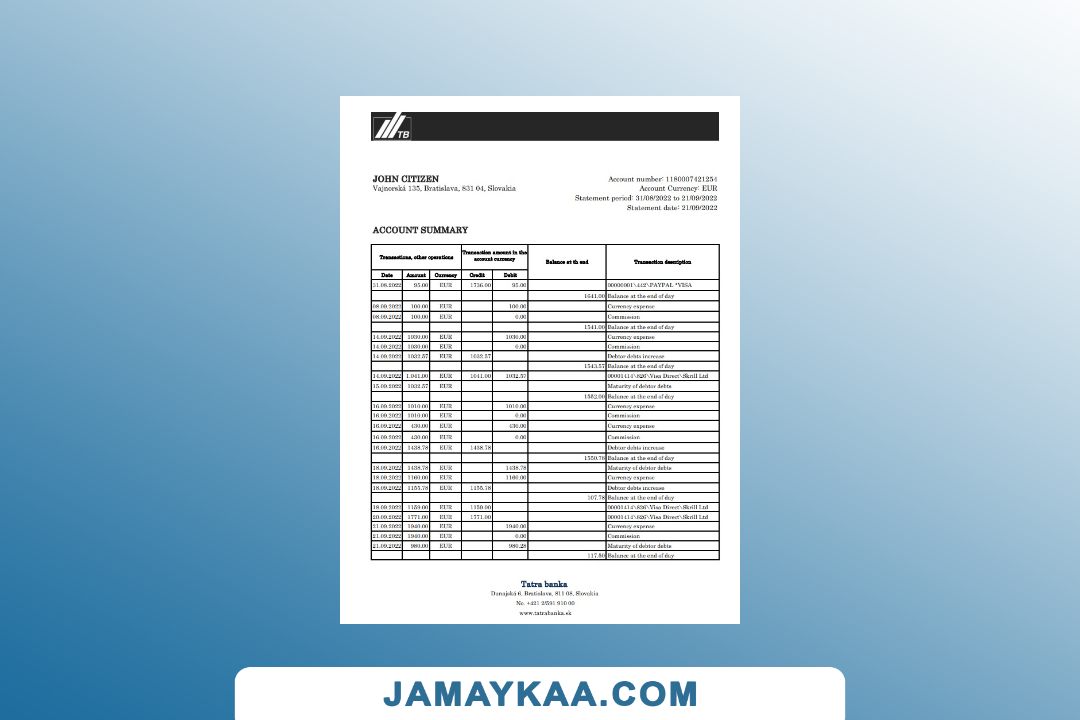 TB
JOHN CITIZEN
Vajnorská 135, Bratislava, 831 04, Slovakia
Account number: 1180007421254
Account Currency: EUR
Statement period: 31/08/2022 to 21/09/2022
Statement date: 21/09/2022
ACCOUNT SUMMARY
Transactions, other operations Transaction amount in the account currency Balance at th end Transaction description
Date Amount Currency Credit Debit
31.08.2022 95.00 EUR 1736.00 95.00 00000001\442\PAYPAL *VISA
1641.00 Balance at the end of day
08.09.2022 100.00 EUR 100.00 Currency expense
08.09.2022 100.00 EUR 0.00 Commission
1541.00 Balance at the end of day
14.09.2022 1030.00 EUR 1030.00 Currency expense
14.09.2022 1030.00 EUR 0.00 Commission
14.09.2022 1032.57 EUR 1032.57 Debtor debts increase
1543.57 Balance at the end of day
14.09.2022 1.041.00 EUR 1041.00 1032.57 00001414\826\Visa Direct\Skrill Ltd
15.09.2022 1032.57 EUR Maturity of debtor debts
1552.00 Balance at the end of day
16.09.2022 1010.00 EUR 1010.00 Currency expense
16.09.2022 1010.00 EUR 0.00 Commission
16.09.2022 430.00 EUR 430.00 Currency expense
16.09.2022 430.00 EUR 0.00 Commission
16.09.2022 1438.78 EUR 1438.78 Debtor debts increase
1550.78 Balance at the end of day
18.09.2022 1438.78 EUR 1438.78 Maturity of debtor debts
18.09.2022 1160.00 EUR 1160.00 Currency expense
18.09.2022 1155.78 EUR 1155.78 Debtor debts increase
107.78 Balance at the end of day
18.09.2022 1159.00 EUR 1159.00 00001414\826\Visa Direct\Skrill Ltd
20.09.2022 1771.00 EUR 1771.00 00001414\826\Visa Direct\Skrill Ltd
21.09.2022 1940.00 EUR 1940.00 Currency expense
21.09.2022 1940.00 EUR 0.00 Commission
21.09.2022 980.00 EUR 980.28 Maturity of debtor debts
117.50 Balance at the end of day
Tatra banka
Dunajská 6, Bratislava, 811 08, Slovakia
No. +421 2/591 910 00
www.tatrabanka.sk
JAMAYKAA.COM